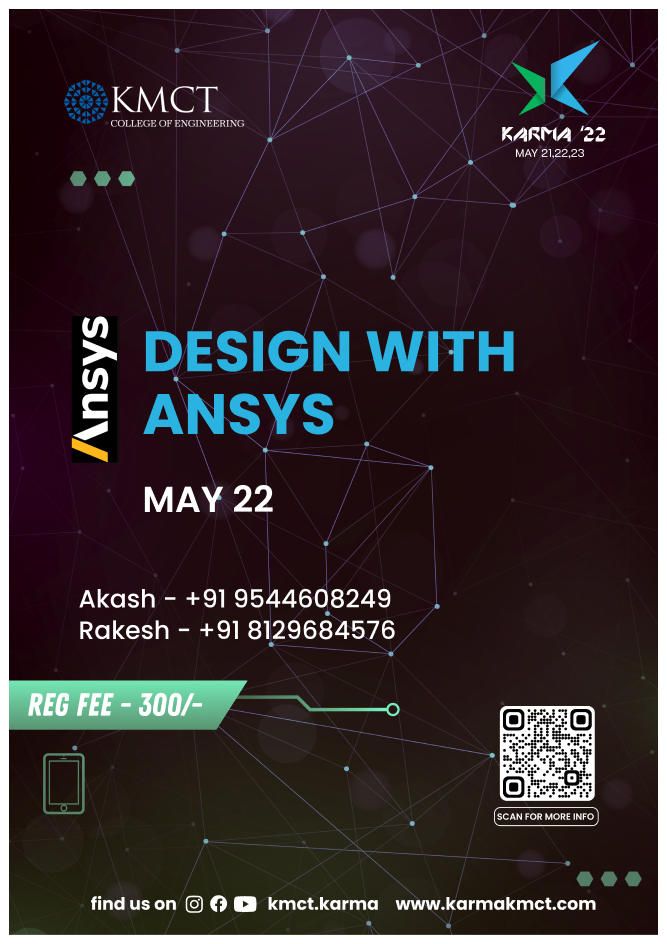 KMCT
COLLEGE OF ENGINEERING
KARMA '22
MAY 21,22,23
Ansys
DESIGN WITH
ANSYS
MAY 22
Akash - +91 9544608249
Rakesh - +91 8129684576
REG FEE - 300/-
SCAN FOR MORE INFO
find us on kmct.karma www.karmakmct.com